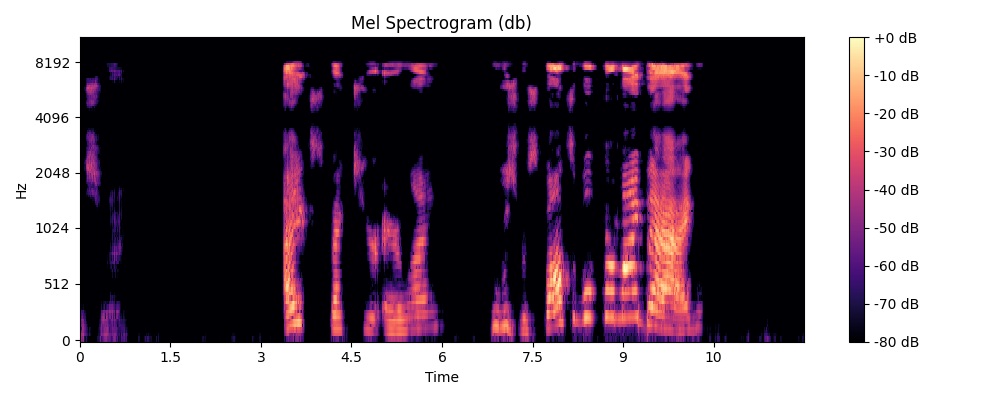 Mel Spectrogram (db)
8192
4096
2048
1024
512
0
Hz
0 1.5 3 4.5 6 7.5 9 10
Time
+0 dB
-10 dB
-20 dB
-30 dB
-40 dB
-50 dB
-60 dB
-70 dB
-80 dB